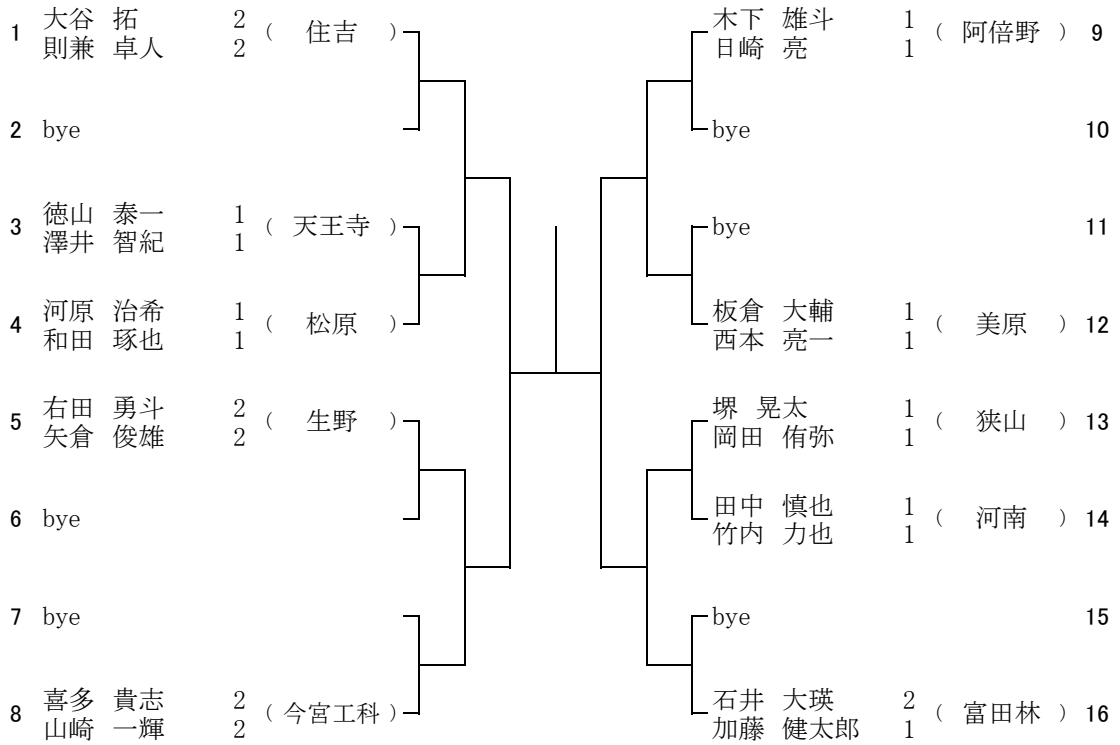 1 大谷 拓 2 ( 住吉 )
則兼 卓人 2
2 bye
3 徳山 泰一 1 ( 天王寺 )
澤井 智紀 1
4 河原 治希 1 ( 松原 )
和田 琢也 1
5 右田 勇斗 2 ( 生野 )
矢倉 俊雄 2
6 bye
7 bye
8 喜多 貴志 2 ( 今宮工科 )
山崎 一輝 2
木下 雄斗 1 ( 阿倍野 ) 9
日崎 亮 1
bye 10
bye 11
板倉 大輔 1 ( 美原 ) 12
西本 亮一 1
堺 晃太 1 ( 狭山 ) 13
岡田 侑弥 1
田中 慎也 1 ( 河南 ) 14
竹内 力也 1
bye 15
石井 大瑛 2 ( 富田林 ) 16
加藤 健太郎 1